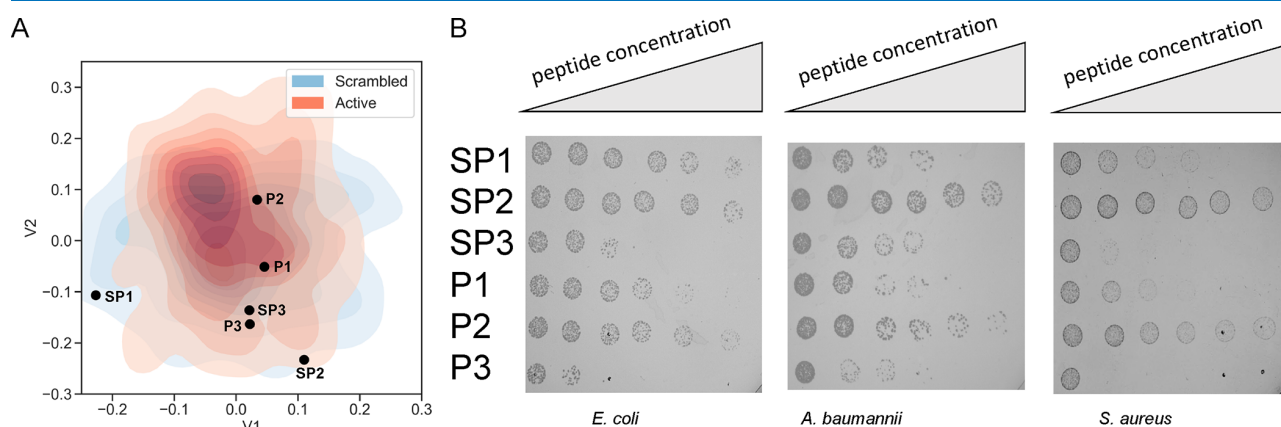 A
B
Scrambled
Active
0.3
0.2
0.1
0.0
−0.1
−0.2
−0.3
V2
P2
P1
SP1
SP3
P3
SP2
−0.2 −0.1 0.0 0.1 0.2 0.3
V1
peptide concentration
peptide concentration
peptide concentration
SP1
SP2
SP3
P1
P2
P3
E. coli
A. baumannii
S. aureus